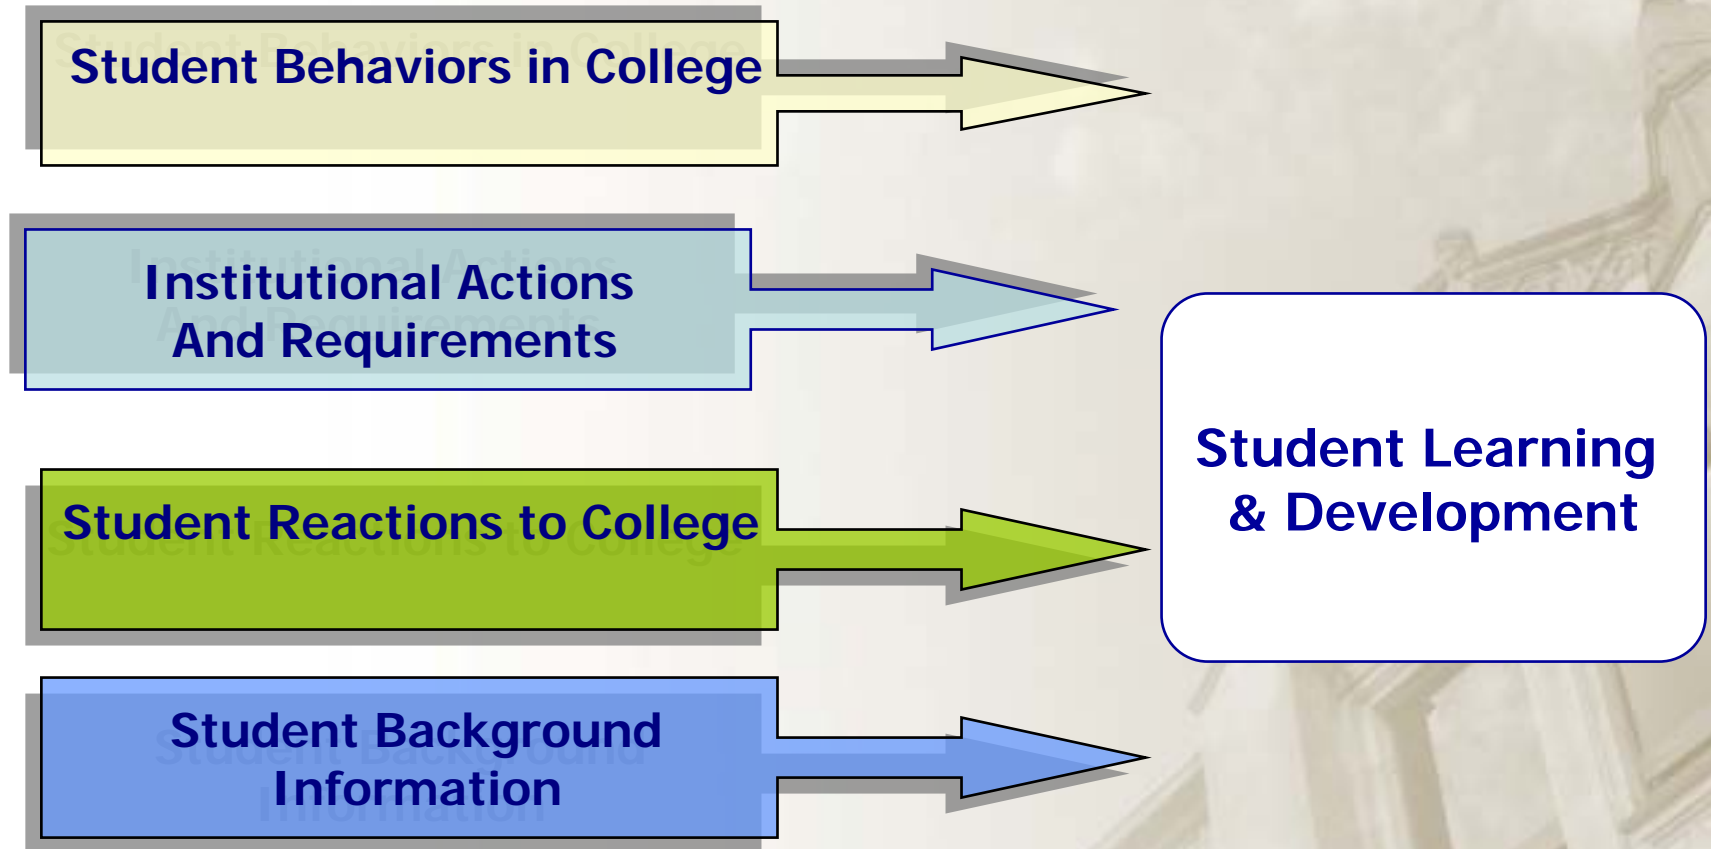 Student Behaviors in College
Institutional Actions
And Requirements
Student Reactions to College
Student Background
Information
Student Learning
& Development